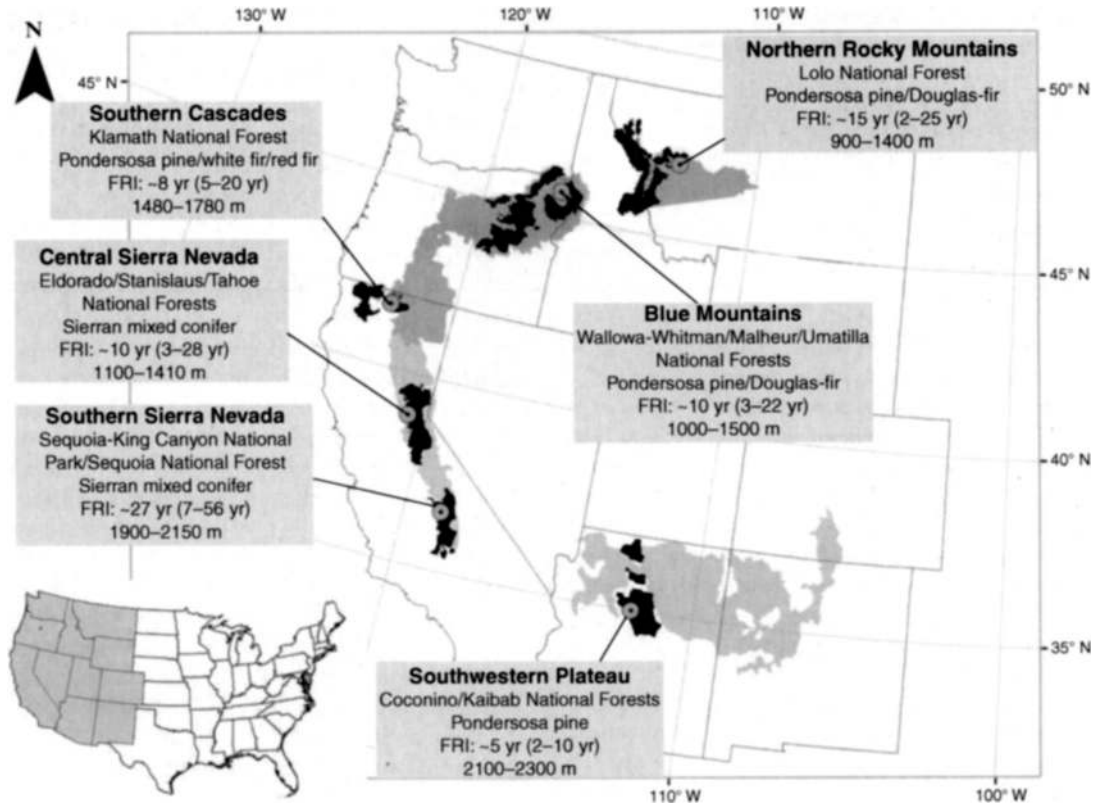 N
130° W
120° W
110° W
45° N
50° N
45° N
40° N
35° N
110° W
100° W
Southern Cascades
Klamath National Forest
Pondersosa pine/white fir/red fir
FRI: ~8 yr (5–20 yr)
1480–1780 m
Northern Rocky Mountains
Lolo National Forest
Pondersosa pine/Douglas-fir
FRI: ~15 yr (2–25 yr)
900–1400 m
Central Sierra Nevada
Eldorado/Stanislaus/Tahoe
National Forests
Sierran mixed conifer
FRI: ~10 yr (3–28 yr)
1100–1410 m
Blue Mountains
Wallowa-Whitman/Malheur/Umatilla
National Forests
Pondersosa pine/Douglas-fir
FRI: ~10 yr (3–22 yr)
1000–1500 m
Southern Sierra Nevada
Sequoia-King Canyon National
Park/Sequoia National Forest
Sierran mixed conifer
FRI: ~27 yr (7–56 yr)
1900–2150 m
Southwestern Plateau
Coconino/Kaibab National Forests
Pondersosa pine
FRI: ~5 yr (2–10 yr)
2100–2300 m